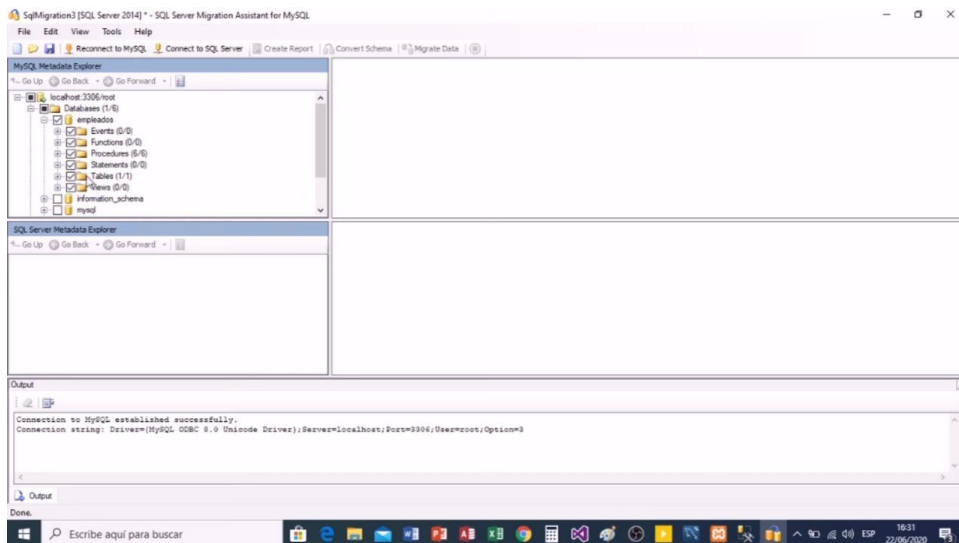 SqlMigration3 [SQL Server 2014] * - SQL Server Migration Assistant for MySQL
File Edit View Tools Help
Reconnect to MySQL Connect to SQL Server Create Report Convert Schema Migrate Data
MySQL Metadata Explorer
Go Up Go Back Go Forward
localhost:3306/root
Databases (1/6)
empleados
Events (0/0)
Functions (0/0)
Procedures (6/6)
Statements (0/0)
Tables (1/1)
Views (0/0)
information_schema
mysql
SQL Server Metadata Explorer
Go Up Go Back Go Forward
Output
Connection to MySQL established successfully.
Connection string: Driver={MySQL ODBC 8.0 Unicode Driver};Server=localhost;Port=3306;User=root;Option=3
Output
Done.
Escribe aquí para buscar
ESP
16:31
22/06/2020